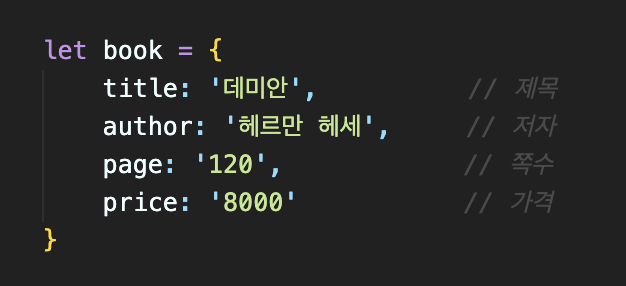 let book = {
    title: '데미안',          // 제목
    author: '헤르만 헤세',     // 저자
    page: '120',            // 쪽수
    price: '8000'           // 가격
}